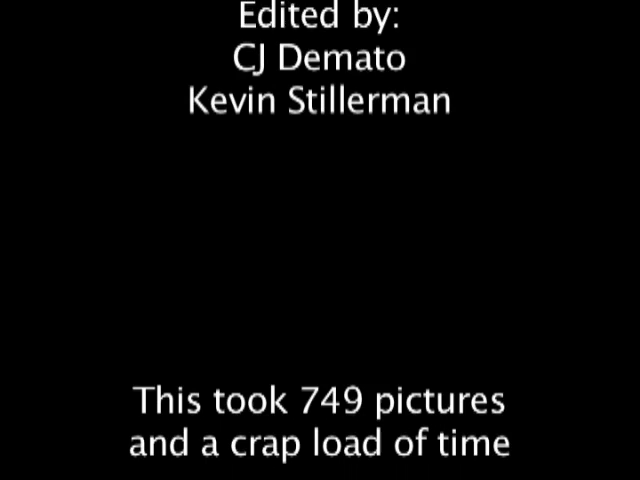 Edited by:
CJ Demato
Kevin Stillerman
This took 749 pictures
and a crap load of time